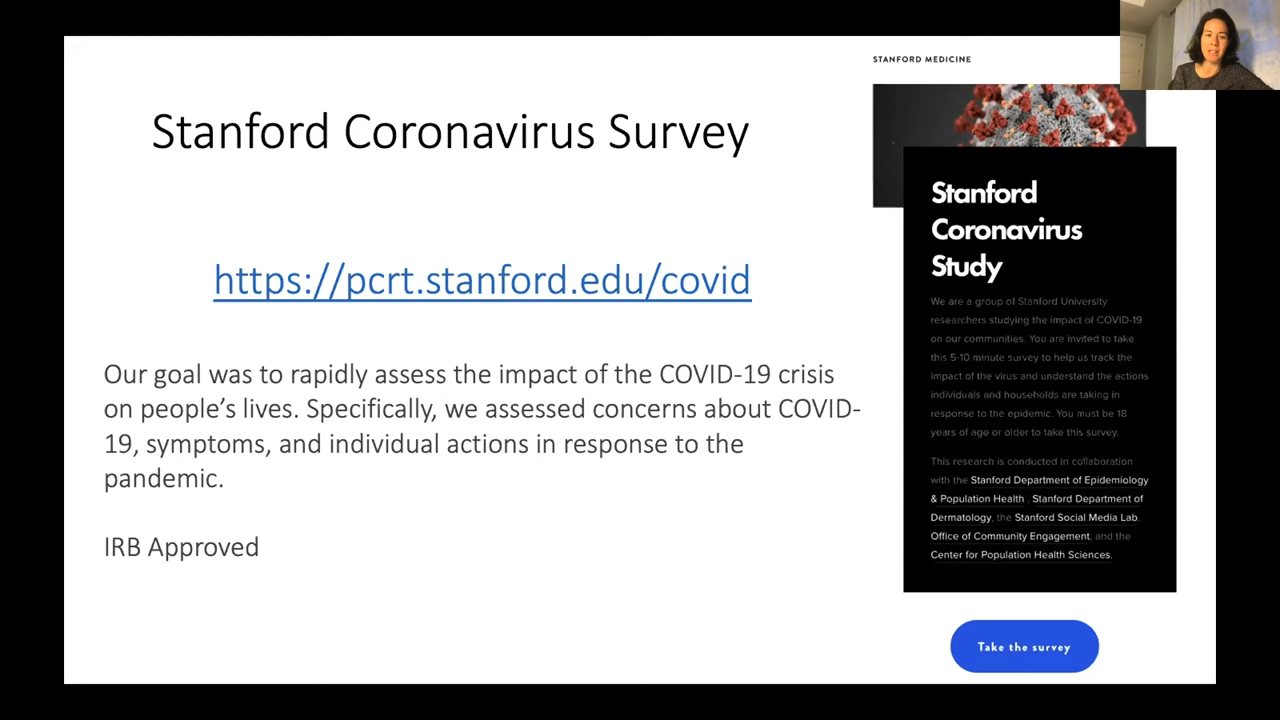 STANFORD MEDICINE
Stanford Coronavirus Survey
https://pcrt.stanford.edu/covid
Our goal was to rapidly assess the impact of the COVID-19 crisis
on people’s lives. Specifically, we assessed concerns about COVID-
19, symptoms, and individual actions in response to the
pandemic.
IRB Approved
Stanford
Coronavirus
Study
We are a group of Stanford University
researchers studying the impact of COVID-19
on our communities. You are invited to take
this 5-10 minute survey to help us track the
impact of the virus and understand the actions
individuals and households are taking in
response to the epidemic. You must be 18
years of age or older to take this survey.
This research is conducted in collaboration
with the Stanford Department of Epidemiology
& Population Health , Stanford Department of
Dermatology, the Stanford Social Media Lab,
Office of Community Engagement, and the
Center for Population Health Sciences.
Take the survey